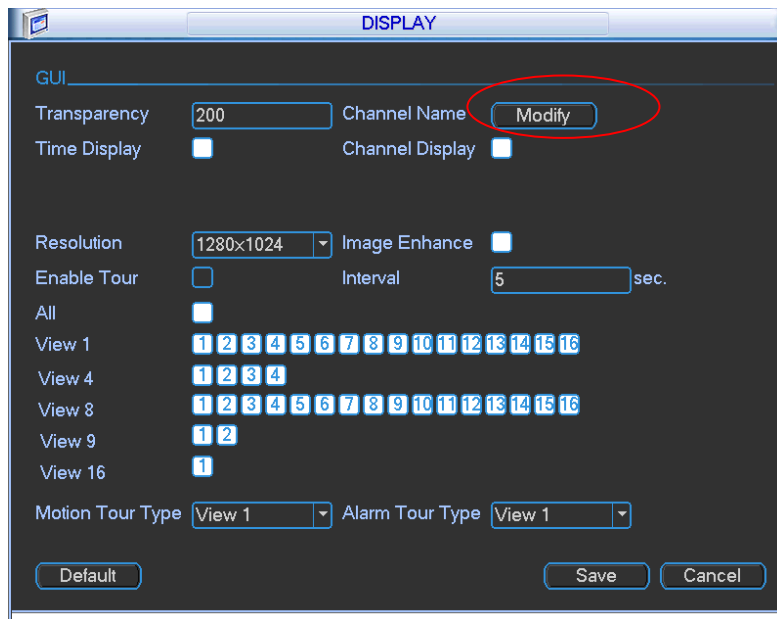 DISPLAY
GUI
Transparency 200 Channel Name Modify
Time Display Channel Display
Resolution 1280×1024 Image Enhance
Enable Tour Interval 5 sec.
All
View 1 1 2 3 4 5 6 7 8 9 10 11 12 13 14 15 16
View 4 1 2 3 4
View 8 1 2 3 4 5 6 7 8 9 10 11 12 13 14 15 16
View 9 1 2
View 16 1
Motion Tour Type View 1 Alarm Tour Type View 1
Default Save Cancel